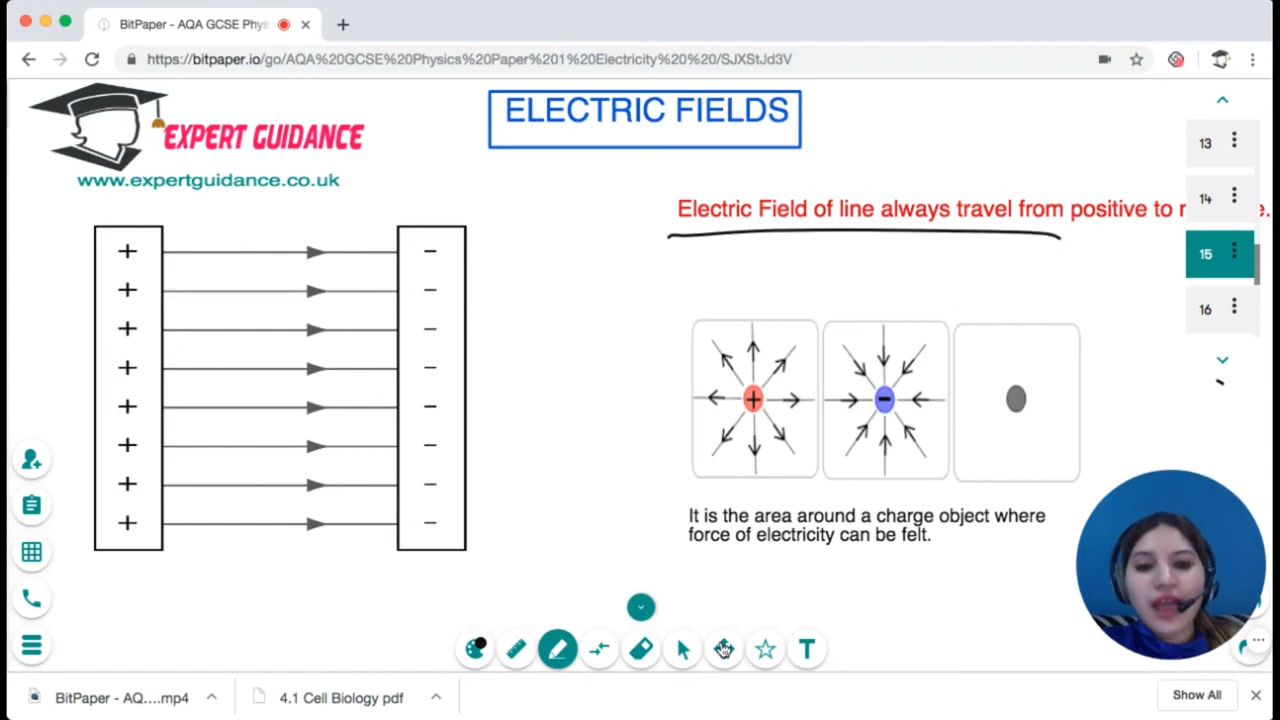 BitPaper - AQA GCSE Phys
https://bitpaper.io/go/AQA%20GCSE%20Physics%20Paper%201%20Electricity%20%20/SJXStJd3V
EXPERT GUIDANCE
www.expertguidance.co.uk
ELECTRIC FIELDS
Electric Field of line always travel from positive to
+ −
+ −
+ −
+ −
+ −
+ −
+ −
+ −
+ -
It is the area around a charge object where
force of electricity can be felt.
13
14
15
16
T
BitPaper - AQ....mp4
4.1 Cell Biology pdf
Show All